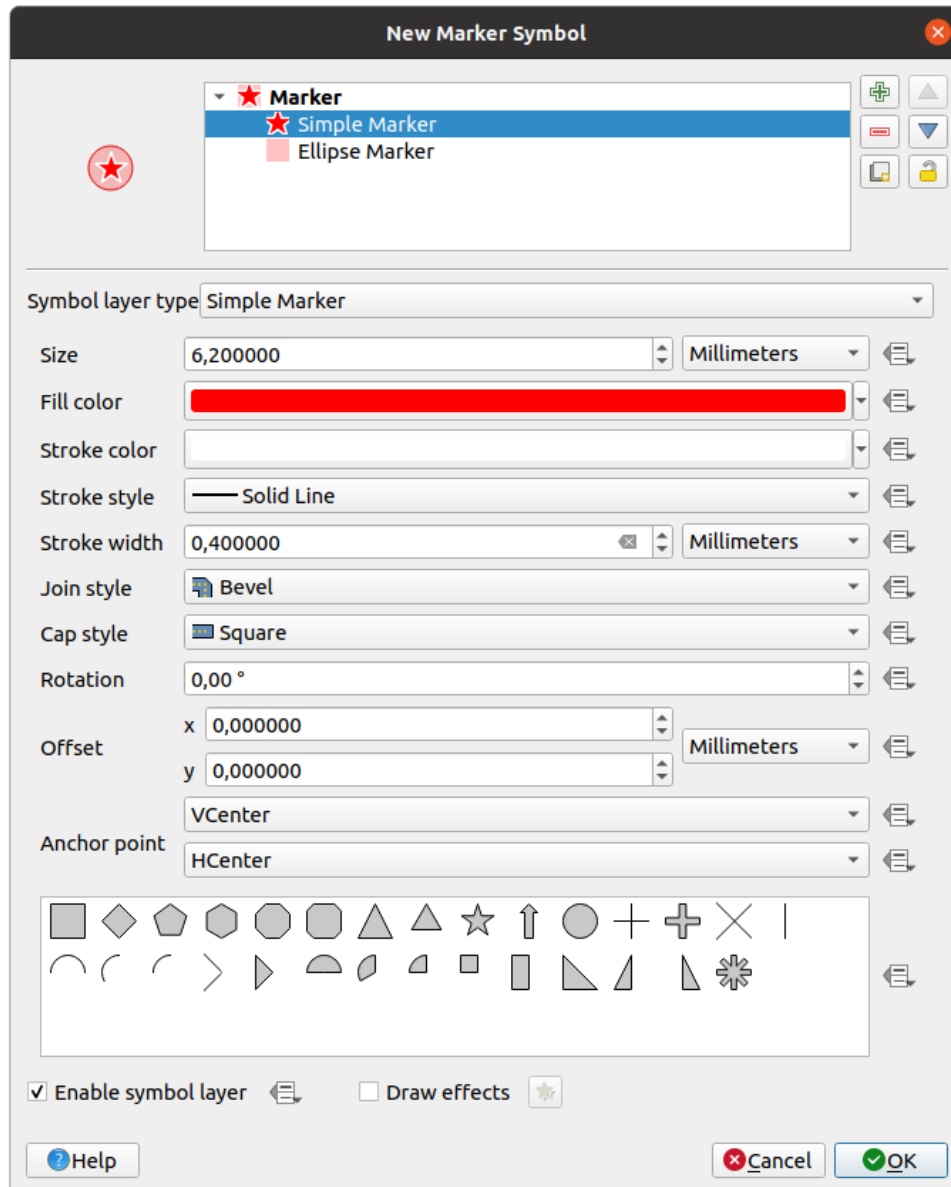 New Marker Symbol
Marker
Simple Marker
Ellipse Marker
Symbol layer type Simple Marker
Size 6,200000 Millimeters
Fill color
Stroke color
Stroke style Solid Line
Stroke width 0,400000 Millimeters
Join style Bevel
Cap style Square
Rotation 0,00 °
Offset x 0,000000 Millimeters
y 0,000000
Anchor point VCenter
HCenter
Enable symbol layer Draw effects
Help Cancel OK